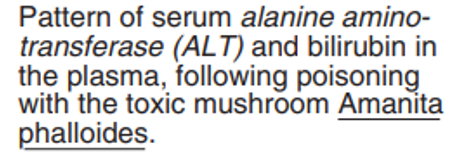 Pattern of serum alanine amino-
transferase (ALT) and bilirubin in
the plasma, following poisoning
with the toxic mushroom Amanita
phalloides.